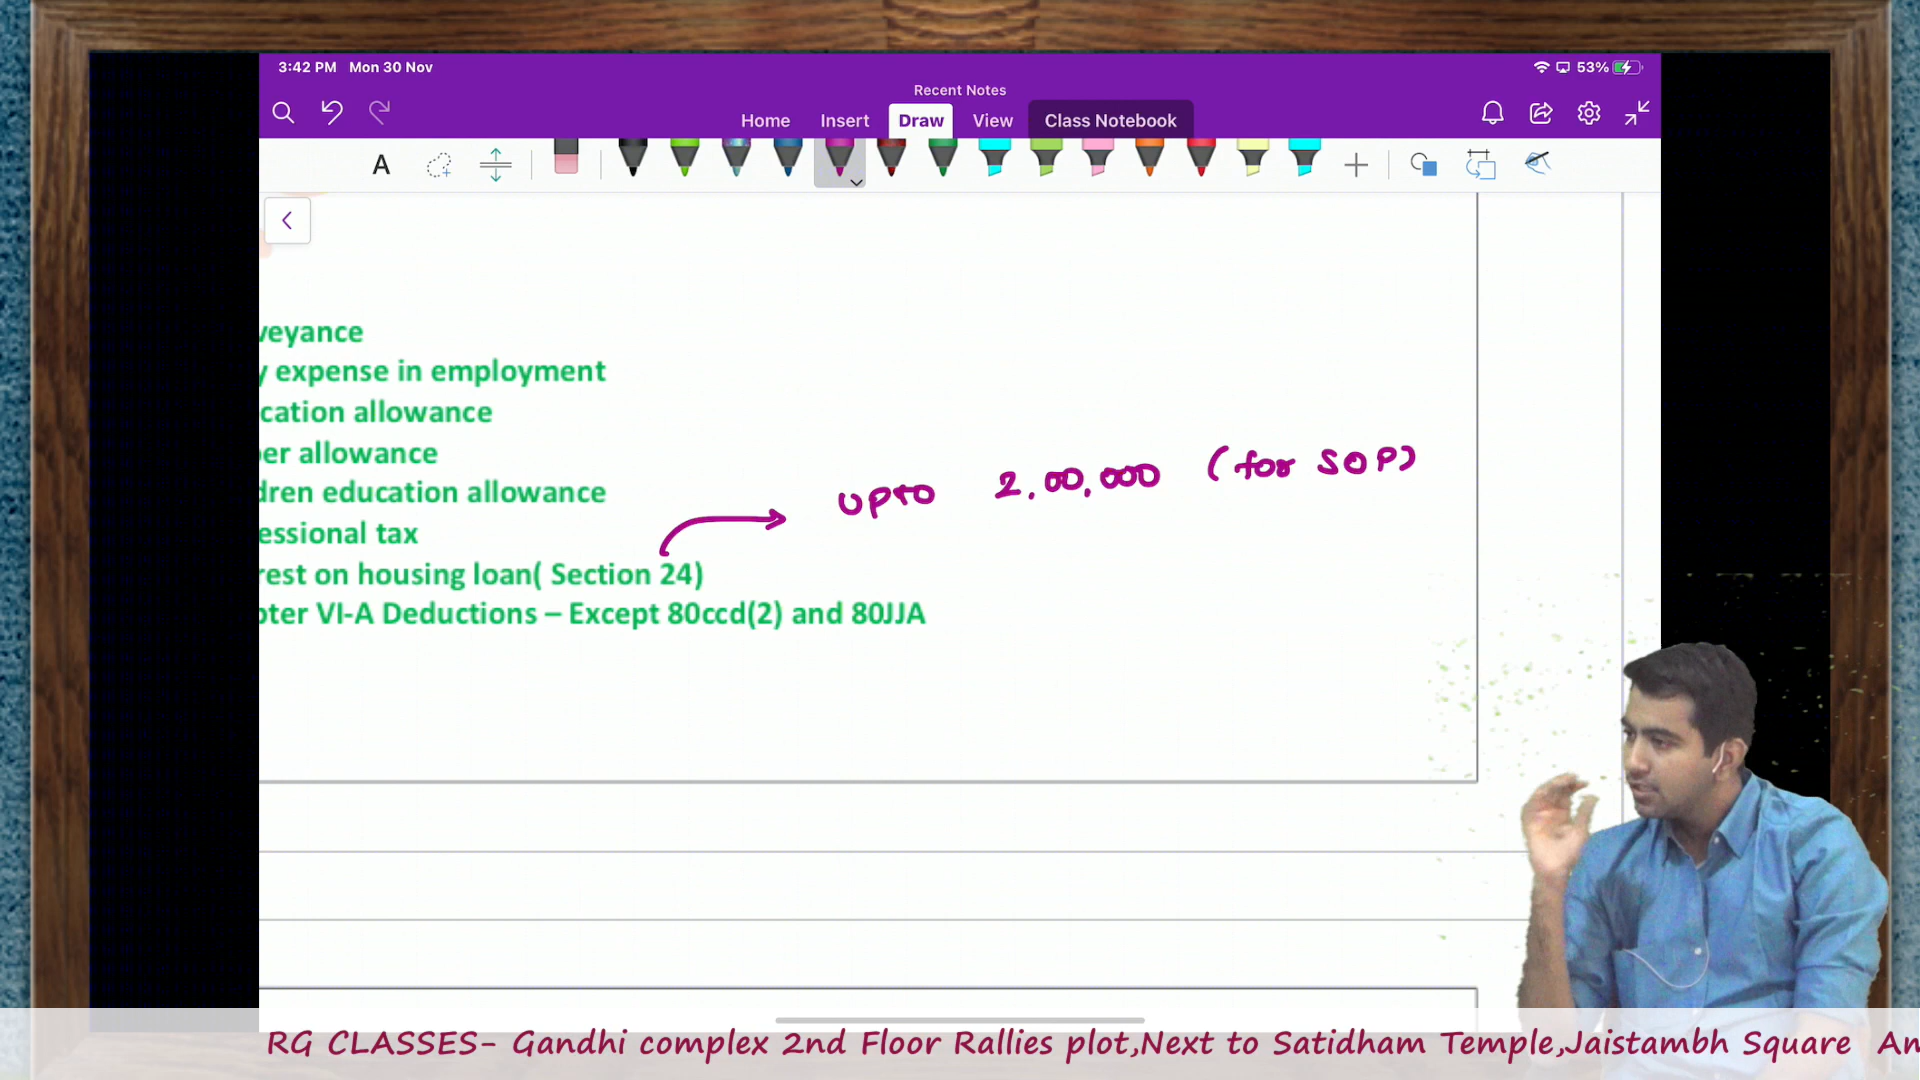 3:42 PM Mon 30 Nov
53%
Recent Notes
Home Insert Draw View Class Notebook
A
veyance
y expense in employment
cation allowance
per allowance
dren education allowance
essional tax
upto 2,00,000 (for SOP)
rest on housing loan( Section 24)
pter VI-A Deductions – Except 80ccd(2) and 80JJA
RG CLASSES- Gandhi complex 2nd Floor Rallies plot,Next to Satidham Temple,Jaistambh Square An